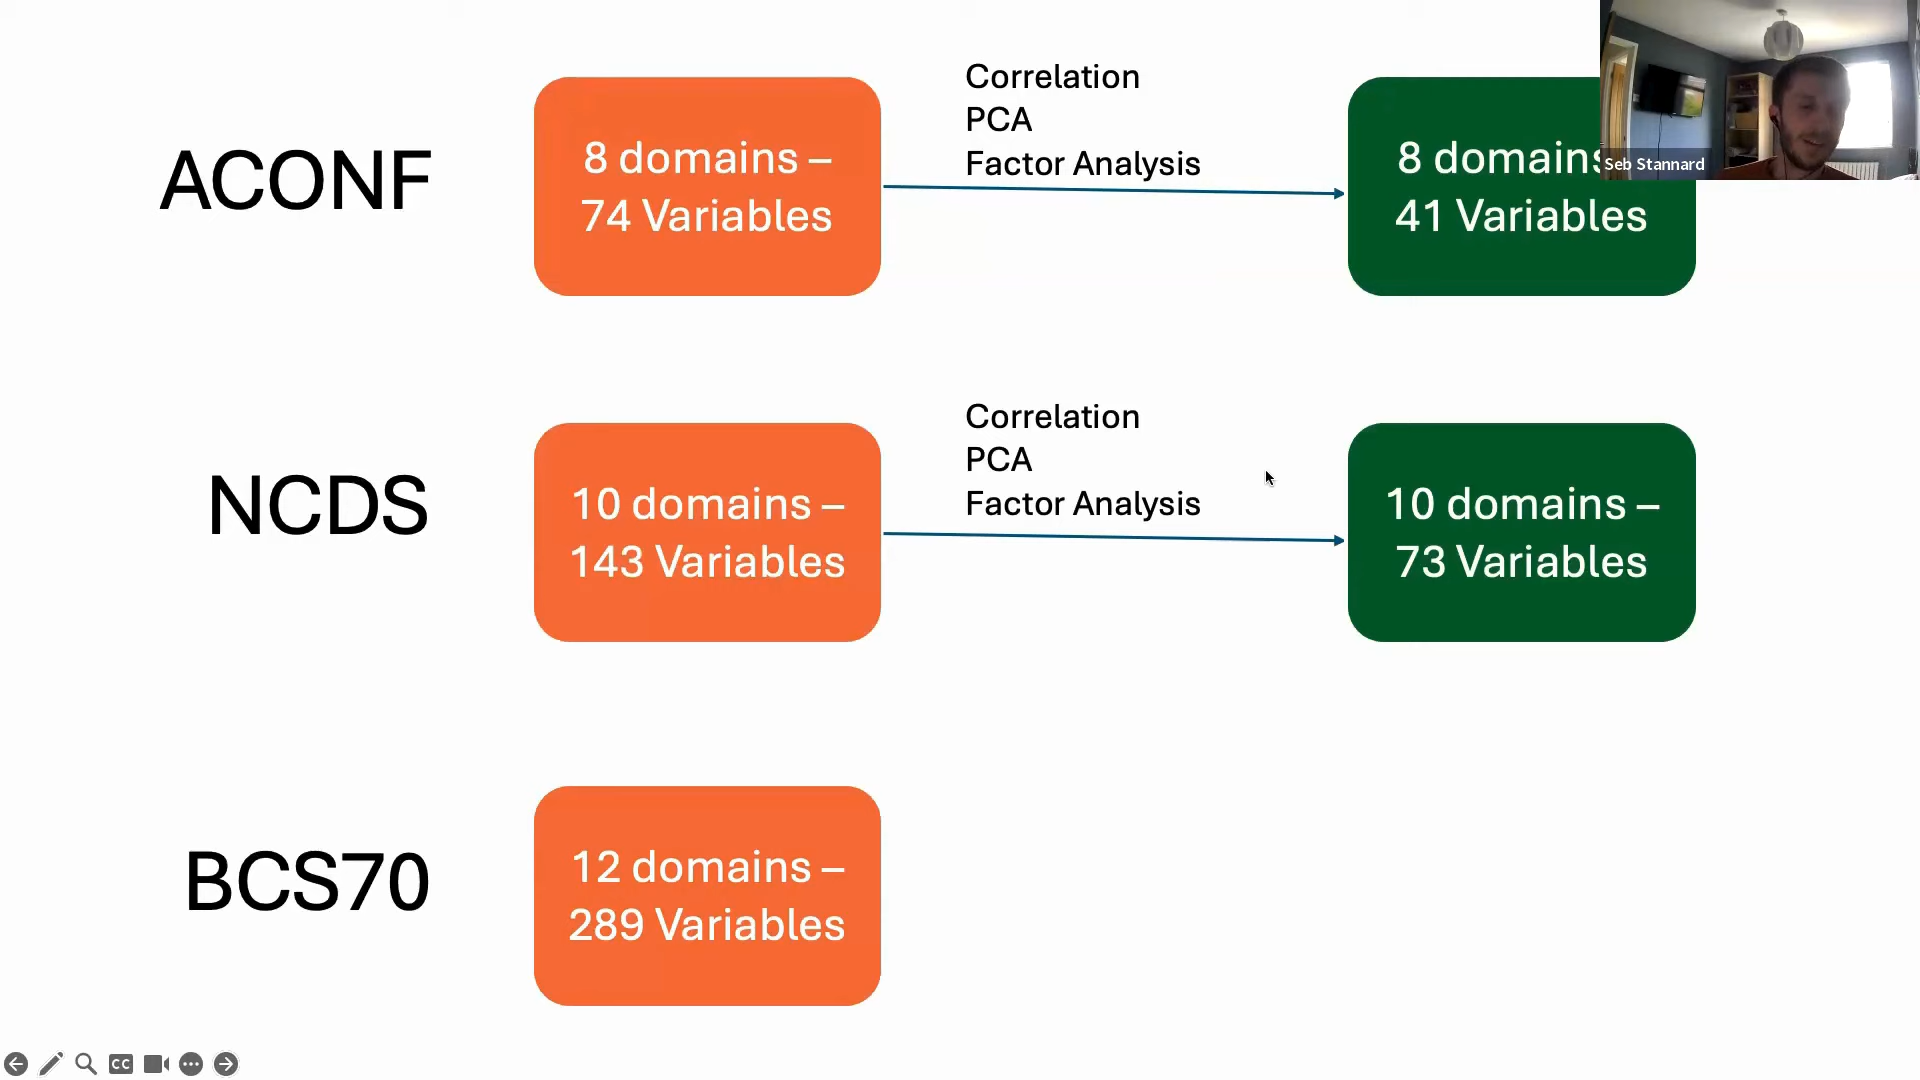 ACONF
8 domains –
74 Variables
Correlation
PCA
Factor Analysis
8 domains
41 Variables
Seb Stannard
NCDS
10 domains –
143 Variables
Correlation
PCA
Factor Analysis
10 domains –
73 Variables
BCS70
12 domains –
289 Variables
CC